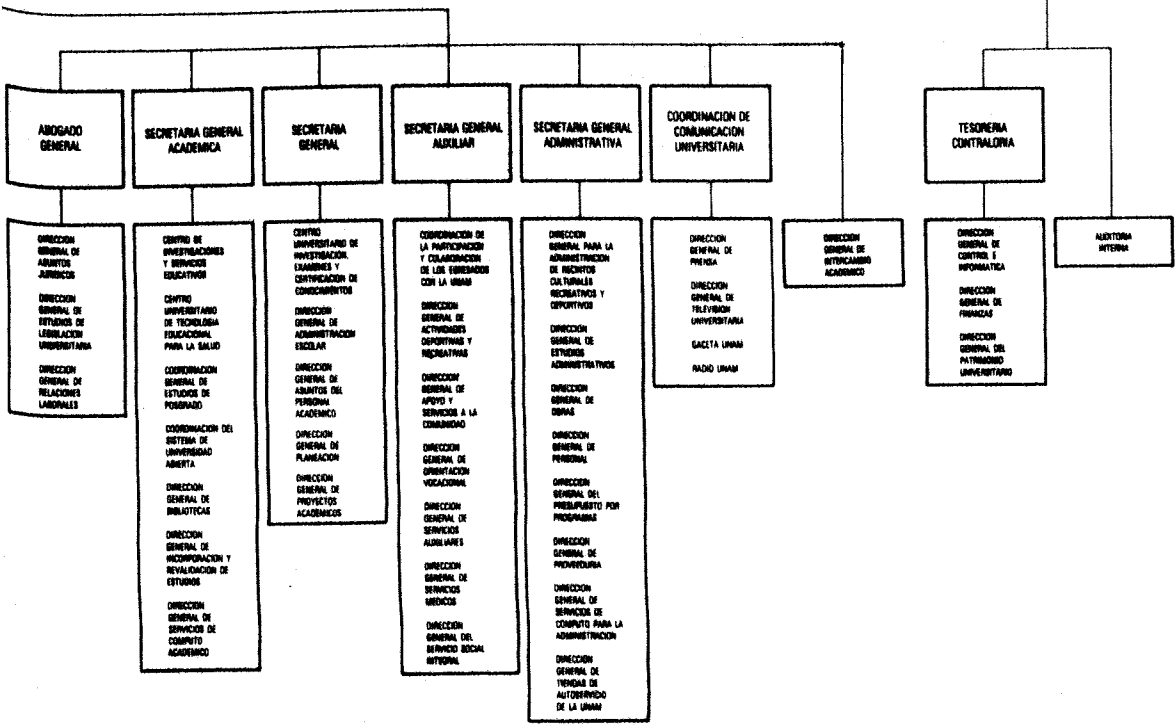 ABOGADO
GENERAL
SECRETARIA GENERAL
ACADEMICA
SECRETARIA
GENERAL
SECRETARIA GENERAL
AUXILIAR
SECRETARIA GENERAL
ADMINISTRATIVA
COORDINACION DE
COMUNICACION
UNIVERSITARIA
TESORERIA
CONTRALORIA
DIRECCION
GENERAL DE
ASUNTOS
JURIDICOS
DIRECCION
GENERAL DE
ESTUDIOS DE
LEGISLACION
UNIVERSITARIA
DIRECCION
GENERAL DE
RELACIONES
LABORALES
CENTRO DE
INVESTIGACIONES
Y SERVICIOS
EDUCATIVOS
CENTRO
UNIVERSITARIO
DE TECNOLOGIA
EDUCACIONAL
PARA LA SALUD
COORDINACION
GENERAL DE
ESTUDIOS DE
POSGRADO
COORDINACION DEL
SISTEMA DE
UNIVERSIDAD
ABIERTA
DIRECCION
GENERAL DE
BIBLIOTECAS
DIRECCION
GENERAL DE
INCORPORACION Y
REVALIDACION DE
ESTUDIOS
DIRECCION
GENERAL DE
SERVICIOS DE
COMPUTO
ACADEMICO
CENTRO
UNIVERSITARIO DE
INVESTIGACION,
EXAMENES Y
CERTIFICACION DE
CONOCIMIENTOS
DIRECCION
GENERAL DE
ADMINISTRACION
ESCOLAR
DIRECCION
GENERAL DE
ASUNTOS DEL
PERSONAL
ACADEMICO
DIRECCION
GENERAL DE
PLANEACION
DIRECCION
GENERAL DE
PROYECTOS
ACADEMICOS
COORDINACION DE
LA PARTICIPACION
Y COLABORACION
DE LOS EGRESADOS
CON LA UNAM
DIRECCION
GENERAL DE
ACTIVIDADES
DEPORTIVAS Y
RECREATIVAS
DIRECCION
GENERAL DE
APOYO Y
SERVICIOS A LA
COMUNIDAD
DIRECCION
GENERAL DE
ORIENTACION
VOCACIONAL
DIRECCION
GENERAL DE
SERVICIOS
AUXILIARES
DIRECCION
GENERAL DE
SERVICIOS
MEDICOS
DIRECCION
GENERAL DEL
SERVICIO SOCIAL
INTEGRAL
DIRECCION
GENERAL PARA LA
ADMINISTRACION
DE RECINTOS
CULTURALES
RECREATIVOS Y
DEPORTIVOS
DIRECCION
GENERAL DE
ESTUDIOS
ADMINISTRATIVOS
DIRECCION
GENERAL DE
OBRAS
DIRECCION
GENERAL DE
PERSONAL
DIRECCION
GENERAL DEL
PRESUPUESTO POR
PROGRAMAS
DIRECCION
GENERAL DE
PROVEEDURIA
DIRECCION
GENERAL DE
SERVICIOS DE
COMPUTO PARA LA
ADMINISTRACION
DIRECCION
GENERAL DE
TIENDAS DE
AUTOSERVICIO
DE LA UNAM
DIRECCION
GENERAL DE
PRENSA
DIRECCION
GENERAL DE
TELEVISION
UNIVERSITARIA
GACETA UNAM
RADIO UNAM
DIRECCION
GENERAL DE
INTERCAMBIO
ACADEMICO
DIRECCION
GENERAL DE
CONTROL E
INFORMATICA
DIRECCION
GENERAL DE
FINANZAS
DIRECCION
GENERAL DEL
PATRIMONIO
UNIVERSITARIO
AUDITORIA
INTERNA